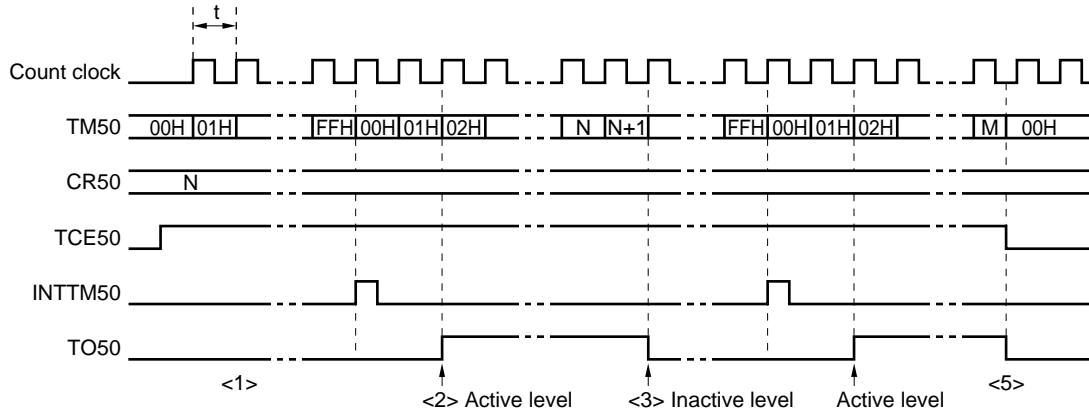 t
Count clock
TM50 00H 01H FFH 00H 01H 02H N N+1 FFH 00H 01H 02H M 00H
CR50 N
TCE50
INTTM50
TO50
<1> <2> Active level <3> Inactive level Active level <5>